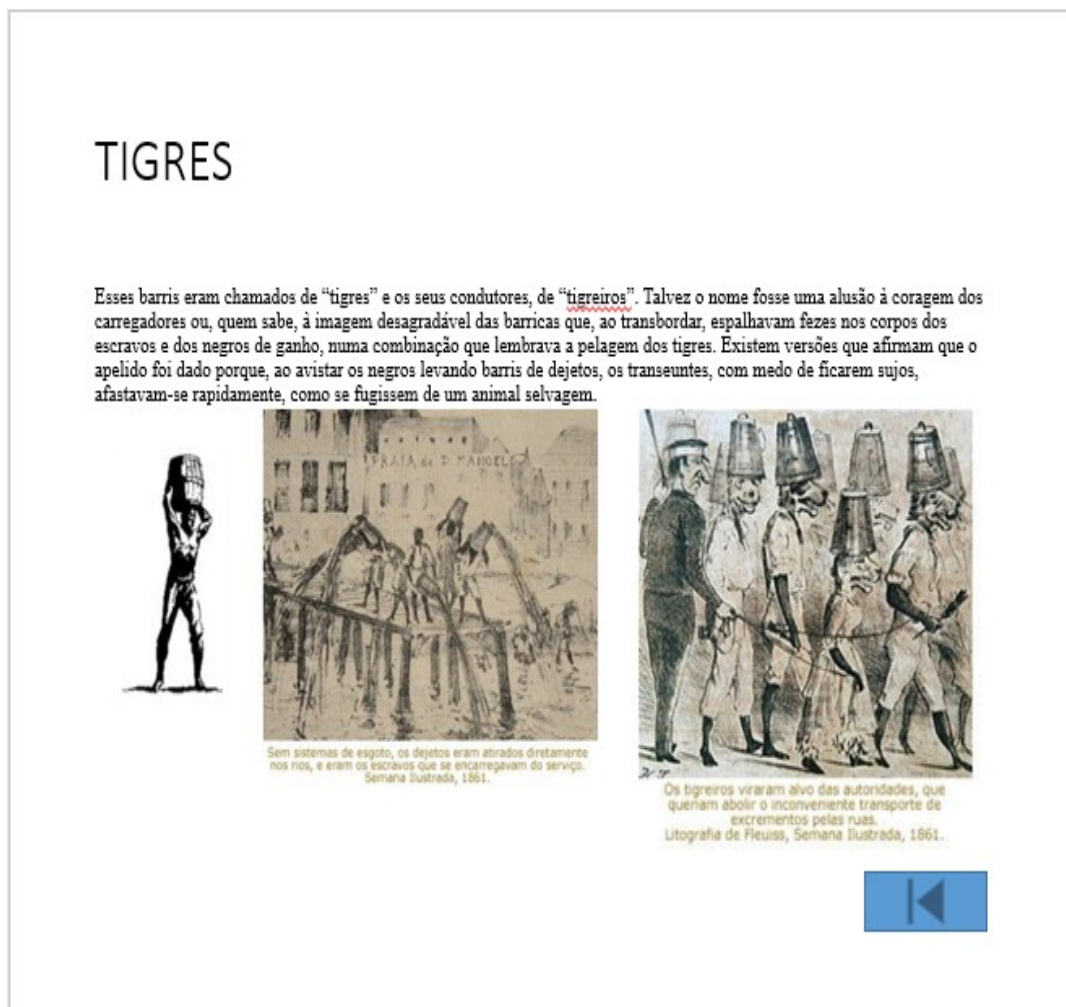 TIGRES
Esses barris eram chamados de “tigres” e os seus condutores, de “tigreiros”. Talvez o nome fosse uma alusão à coragem dos
carregadores ou, quem sabe, à imagem desagradável das barricas que, ao transbordar, espalhavam fezes nos corpos dos
escravos e dos negros de ganho, numa combinação que lembrava a pelagem dos tigres. Existem versões que afirmam que o
apelido foi dado porque, ao avistar os negros levando barris de dejetos, os transeuntes, com medo de ficarem sujos,
afastavam-se rapidamente, como se fugissem de um animal selvagem.
PRAIA de D MANOEL
Sem sistemas de esgoto, os dejetos eram atirados diretamente
nos rios, e eram os escravos que se encarregavam do serviço.
Semana Ilustrada, 1861.
Os tigreiros viraram alvo das autoridades, que
queriam abolir o inconveniente transporte de
excrementos pelas ruas.
Litografia de Fleuiss, Semana Ilustrada, 1861.